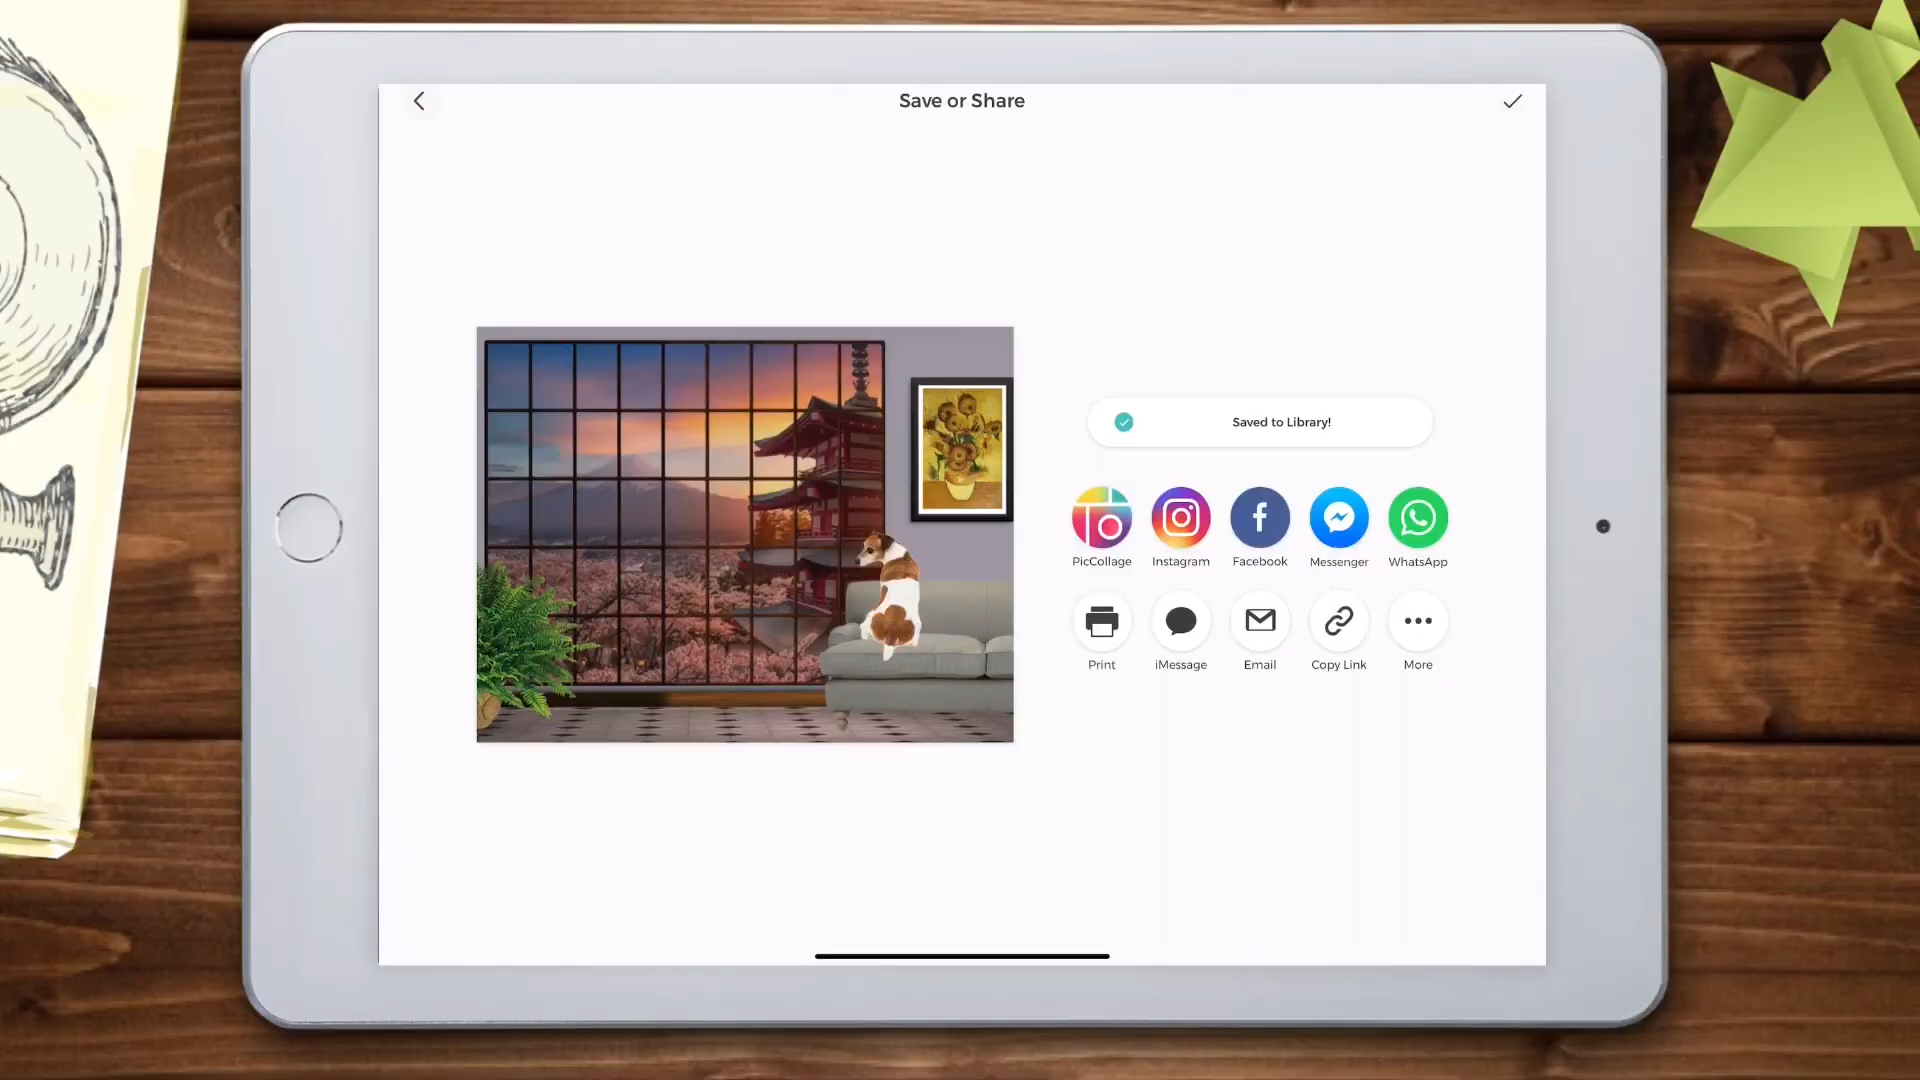 Save or Share
Saved to Library!
PicCollage
Instagram
Facebook
Messenger
WhatsApp
Print
iMessage
Email
Copy Link
More